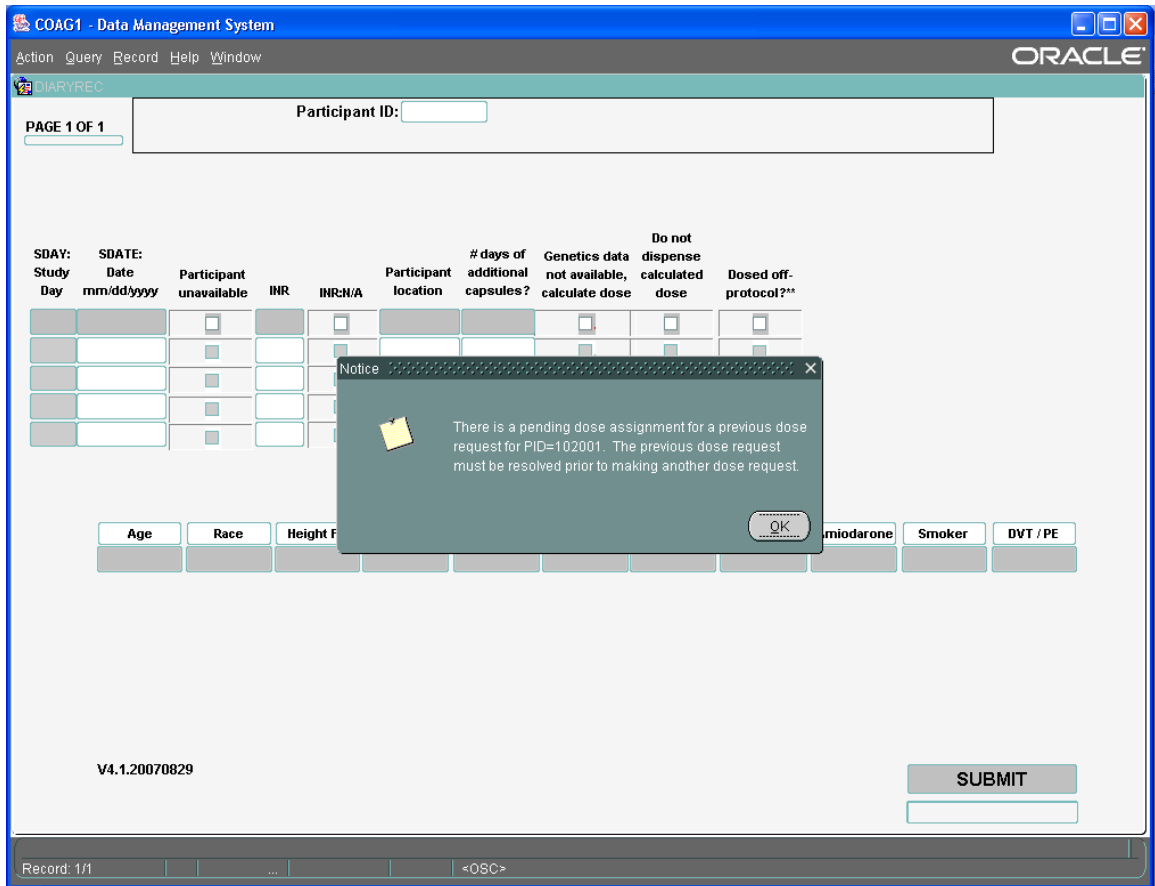 COAG1 - Data Management System
Action Query Record Help Window
ORACLE
DIARYREC
Participant ID:
PAGE 1 OF 1
SDAY: Study Day
SDATE: Date mm/dd/yyyy
Participant unavailable
INR
INR:N/A
Participant location
# days of additional capsules?
Genetics data not available, calculate dose
Do not dispense calculated dose
Dosed off-protocol?**
Notice
There is a pending dose assignment for a previous dose
request for PID=102001. The previous dose request
must be resolved prior to making another dose request.
OK
Age Race Height Smoker DVT / PE
V4.1.20070829
SUBMIT
Record: 1/1 ... <OSC>